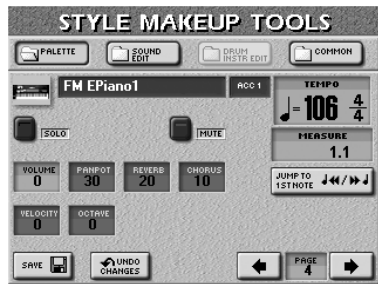 STYLE MAKEUP TOOLS
PALETTE
SOUND
EDIT
DRUM
INSTR EDIT
COMMON
FM EPiano1
ACC 1
TEMPO
=106 4/4
SOLO
MUTE
MEASURE
1.1
VOLUME
0
PANPOT
30
REVERB
20
CHORUS
10
JUMP TO
1ST NOTE
VELOCITY
0
OCTAVE
0
SAVE
UNDO
CHANGES
PAGE
4